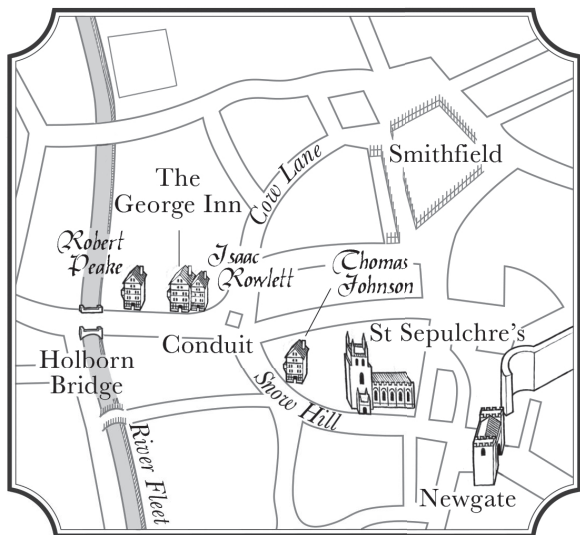 Smithfield
The
George Inn
Cow Lane
Robert
Peake
Isaac
Rowlett
Thomas
Johnson
Conduit
St Sepulchre's
Holborn
Bridge
Snow Hill
River Fleet
Newgate